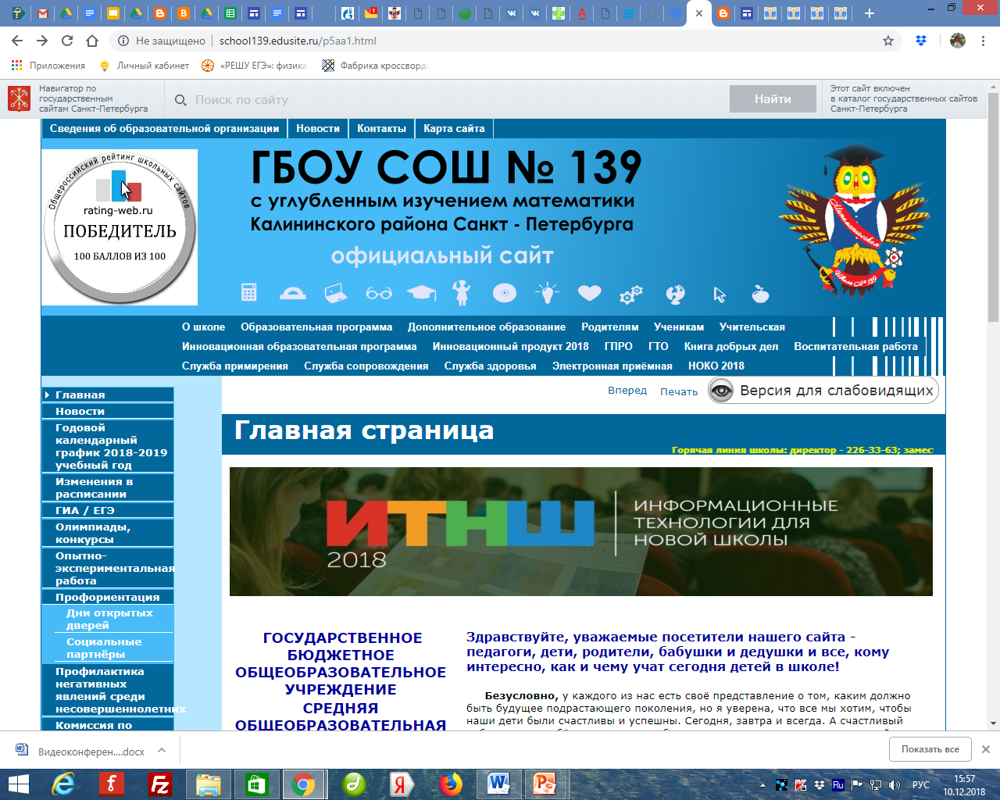 Не защищено
school139.edusite.ru/p5aa1.html
Приложения
Личный кабинет
«РЕШУ ЕГЭ»: физика
Фабрика кроссворд
Навигатор по
государственным
сайтам Санкт-Петербурга
Поиск по сайту
Найти
Этот сайт включен
в каталог государственных сайтов
Санкт-Петербурга
Сведения об образовательной организации
Новости
Контакты
Карта сайта
Общероссийский рейтинг школьных сайтов
rating-web.ru
ПОБЕДИТЕЛЬ
100 БАЛЛОВ ИЗ 100
ГБОУ СОШ № 139
с углубленным изучением математики
Калининского района Санкт - Петербурга
официальный сайт
Школа № 139
О школе Образовательная программа Дополнительное образование Родителям Ученикам Учительская
Инновационная образовательная программа Инновационный продукт 2018 ГПРО ГТО Книга добрых дел Воспитательная работа
Служба примирения Служба сопровождения Служба здоровья Электронная приёмная НОКО 2018
Вперед
Печать
Версия для слабовидящих
Главная
Новости
Годовой
календарный
график 2018-2019
учебный год
Изменения в
расписании
ГИА / ЕГЭ
Олимпиады,
конкурсы
Опытно-
экспериментальная
работа
Профориентация
Дни открытых
дверей
Социальные
партнёры
Профилактика
негативных
явлений среди
несовершеннолетних
Комиссия по
Главная страница
Горячая линия школы: директор - 226-33-63; замес
ИТНШ
2018
ИНФОРМАЦИОННЫЕ
ТЕХНОЛОГИИ ДЛЯ
НОВОЙ ШКОЛЫ
ГОСУДАРСТВЕННОЕ
БЮДЖЕТНОЕ
ОБЩЕОБРАЗОВАТЕЛЬНОЕ
УЧРЕЖДЕНИЕ
СРЕДНЯЯ
ОБЩЕОБРАЗОВАТЕЛЬНАЯ
Здравствуйте, уважаемые посетители нашего сайта -
педагоги, дети, родители, бабушки и дедушки и все, кому
интересно, как и чему учат сегодня детей в школе!
Безусловно, у каждого из нас есть своё представление о том, каким должно
быть будущее подрастающего поколения, но я уверена, что все мы хотим, чтобы
наши дети были счастливы и успешны. Сегодня, завтра и всегда. А счастливый
Видеоконферен....docx
Показать все
РУС
15:57
10.12.2018